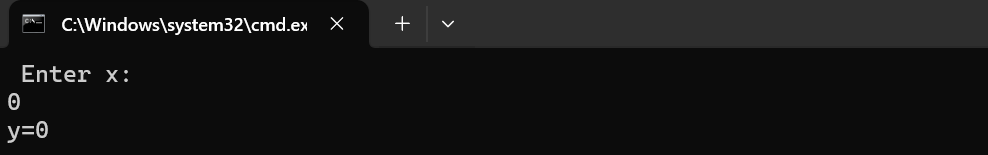 C:\Windows\system32\cmd.ex
Enter x:
0
y=0